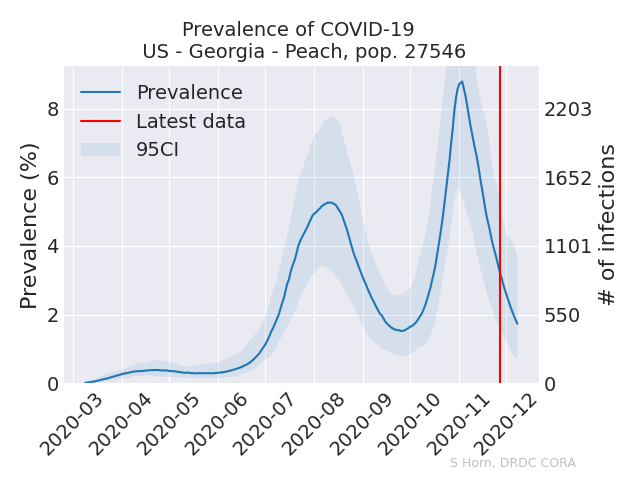 Prevalence of COVID-19
US - Georgia - Peach, pop. 27546
Prevalence
Latest data
95CI
Prevalence (%)
8
6
4
2
0
2203
1652
1101
550
0
# of infections
2020-03
2020-04
2020-05
2020-06
2020-07
2020-08
2020-09
2020-10
2020-11
2020-12
S Horn, DRDC CORA